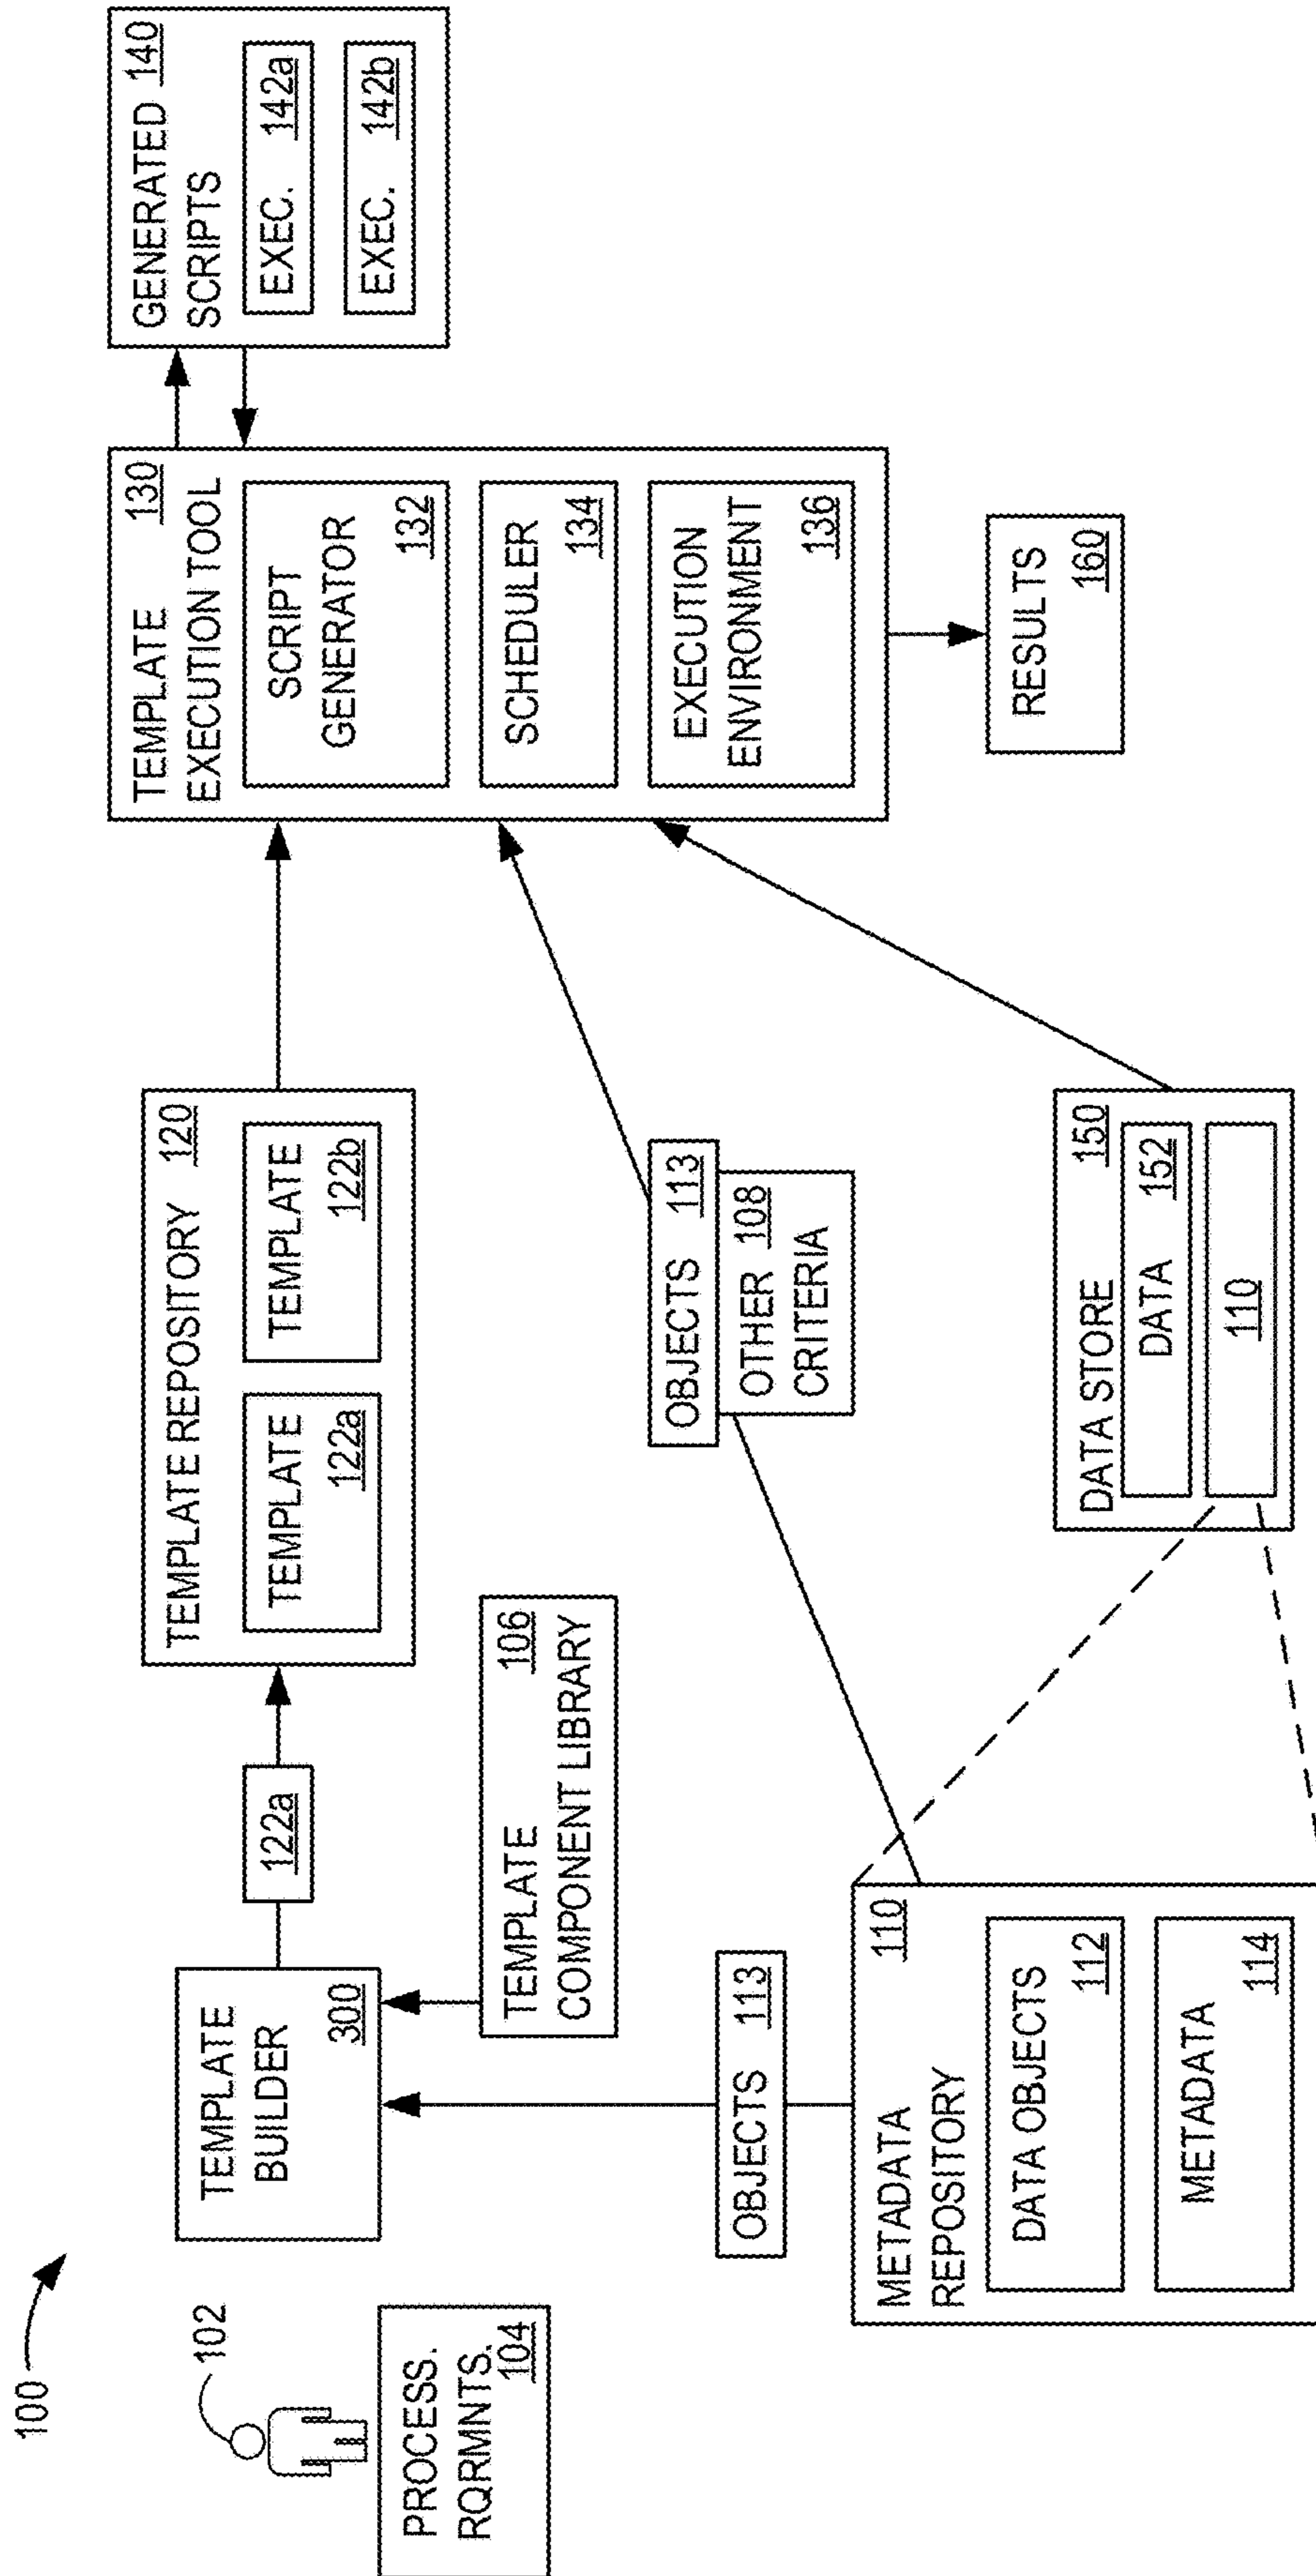 100
102
PROCESS.
RQRMNTS.
104
TEMPLATE
BUILDER
300
122a
TEMPLATE REPOSITORY 120
TEMPLATE
122a
TEMPLATE
122b
TEMPLATE 130
EXECUTION TOOL
SCRIPT
GENERATOR
132
SCHEDULER
134
EXECUTION
ENVIRONMENT
136
GENERATED 140
SCRIPTS
EXEC. 142a
EXEC. 142b
TEMPLATE 106
COMPONENT LIBRARY
OBJECTS 113
METADATA 110
REPOSITORY
DATA OBJECTS
112
METADATA
114
OBJECTS 113
OTHER 108
CRITERIA
DATA STORE 150
DATA 152
110
RESULTS
160